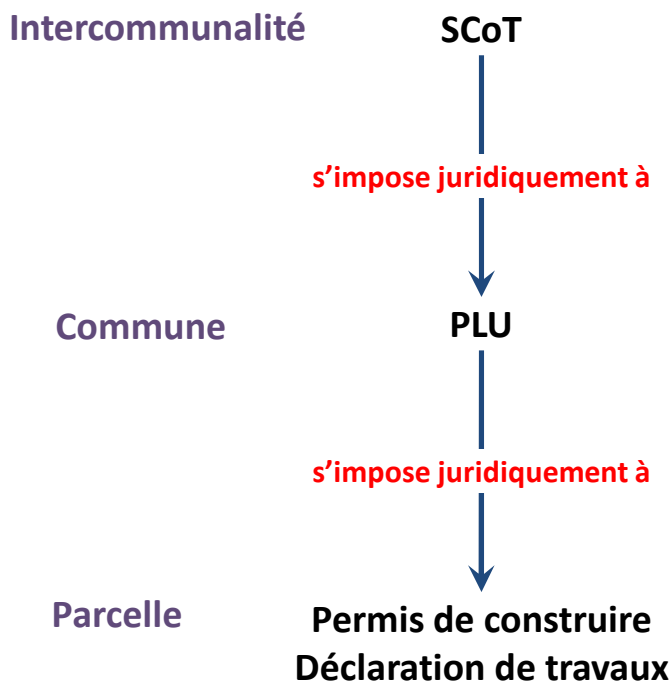 Intercommunalité SCoT
s’impose juridiquement à
Commune PLU
s’impose juridiquement à
Parcelle Permis de construire
Déclaration de travaux